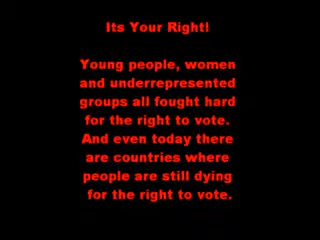 Its Your Right!
Young people, women
and underrepresented
groups all fought hard
for the right to vote.
And even today there
are countries where
people are still dying
for the right to vote.